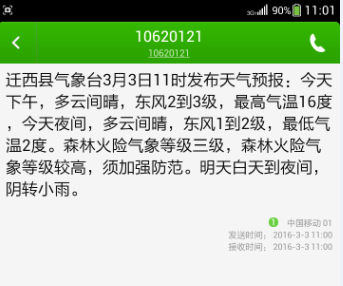 3G 90% 11:01
10620121
10620121
迁西县气象台3月3日11时发布天气预报：今天
下午，多云间晴，东风2到3级，最高气温16度
，今天夜间，多云间晴，东风1到2级，最低气
温2度。森林火险气象等级三级，森林火险气
象等级较高，须加强防范。明天白天到夜间，
阴转小雨。
1 中国移动 01
发送时间： 2016-3-3 11:00
接收时间： 2016-3-3 11:00